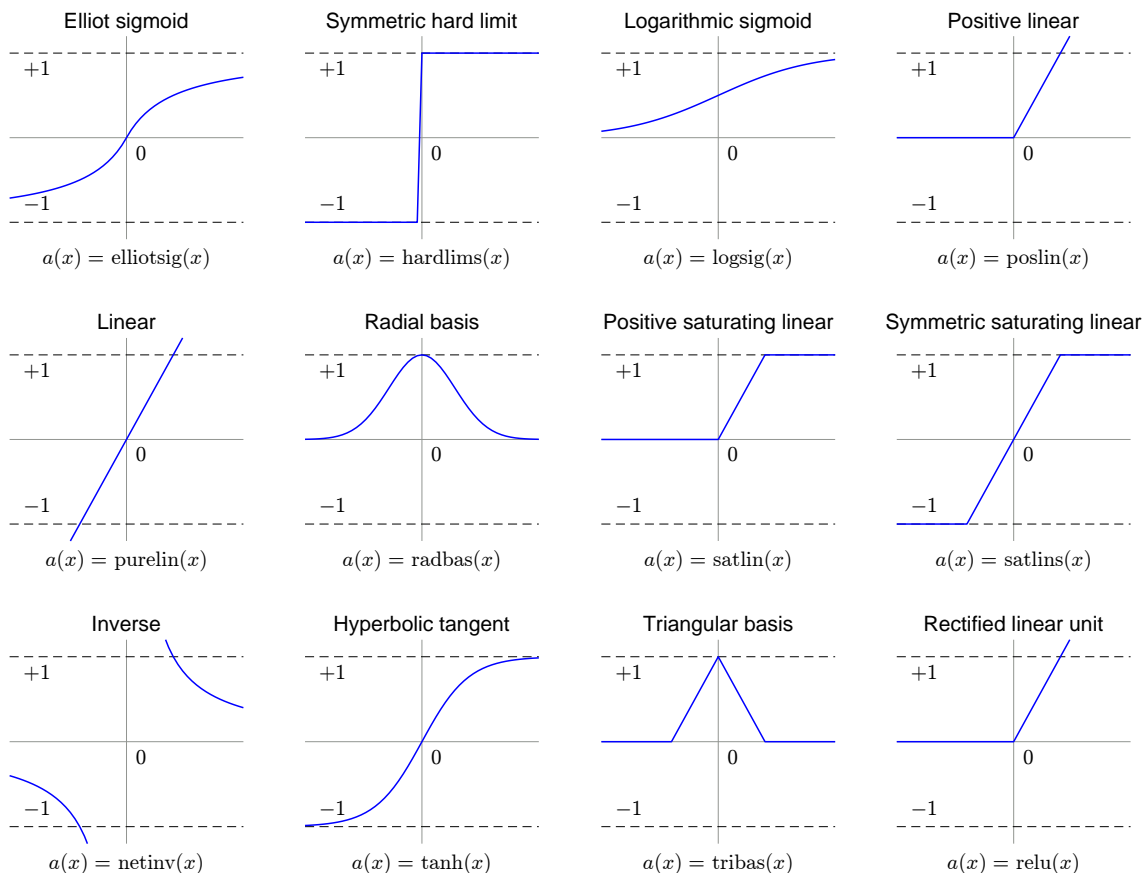 Elliot sigmoid
Symmetric hard limit
Logarithmic sigmoid
Positive linear
+1
+1
+1
+1
0
0
0
0
−1
−1
−1
−1
a(x) = elliotsig(x)
a(x) = hardlims(x)
a(x) = logsig(x)
a(x) = poslin(x)
Linear
Radial basis
Positive saturating linear
Symmetric saturating linear
+1
+1
+1
+1
0
0
0
0
−1
−1
−1
−1
a(x) = purelin(x)
a(x) = radbas(x)
a(x) = satlin(x)
a(x) = satlins(x)
Inverse
Hyperbolic tangent
Triangular basis
Rectified linear unit
+1
+1
+1
+1
0
0
0
0
−1
−1
−1
−1
a(x) = netinv(x)
a(x) = tanh(x)
a(x) = tribas(x)
a(x) = relu(x)